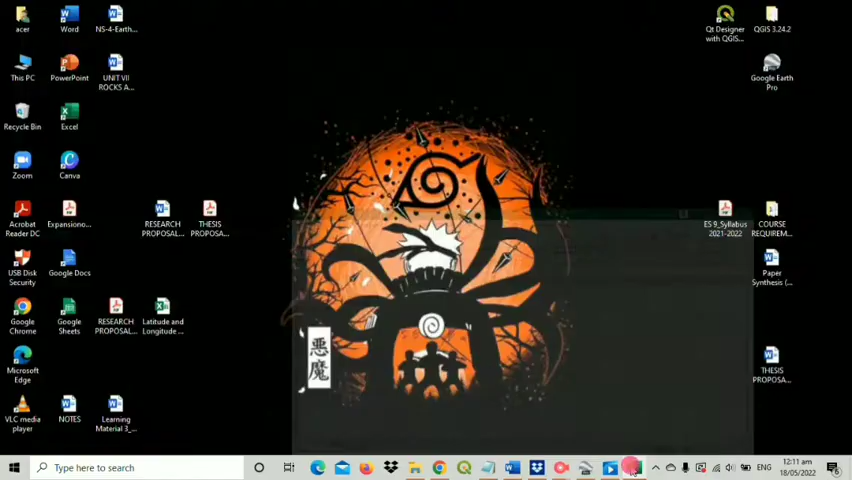 acer
Word
NS-4-Earth...
Qt Designer
with QGIS...
QGIS 3.24.2
This PC
PowerPoint
UNIT VII
ROCKS A...
Google Earth
Pro
Recycle Bin
Excel
Zoom
Canva
Acrobat
Reader DC
Expansiono...
RESEARCH
PROPOSAL...
THESIS
PROPOSA...
ES 9_Syllabus
2021-2022
COURSE
REQUIREM...
USB Disk
Security
Google Docs
Paper
Synthesis (...
Google
Chrome
Google
Sheets
RESEARCH
PROPOSAL...
Latitude and
Longitude ...
悪魔
Microsoft
Edge
THESIS
PROPOSA...
VLC media
player
NOTES
Learning
Material 3_...
Type here to search
ENG
12:11 am
18/05/2022
6